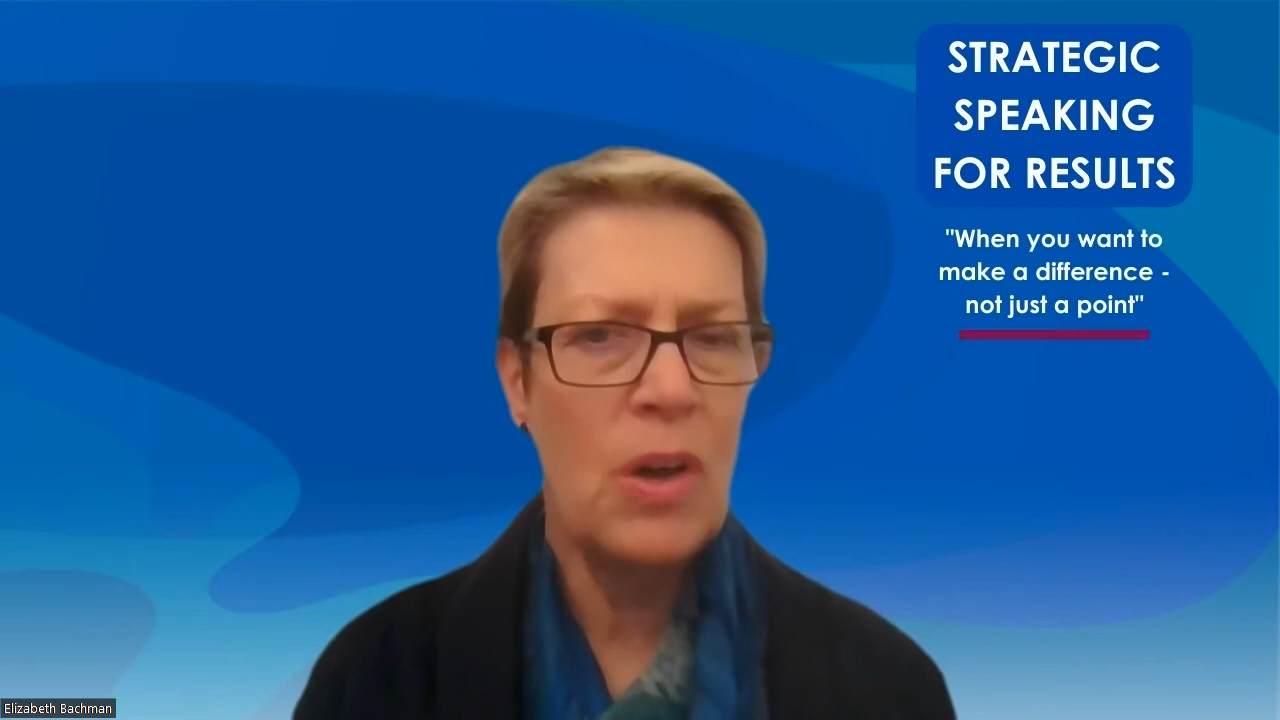 STRATEGIC
SPEAKING
FOR RESULTS
"When you want to
make a difference -
not just a point"
Elizabeth Bachman